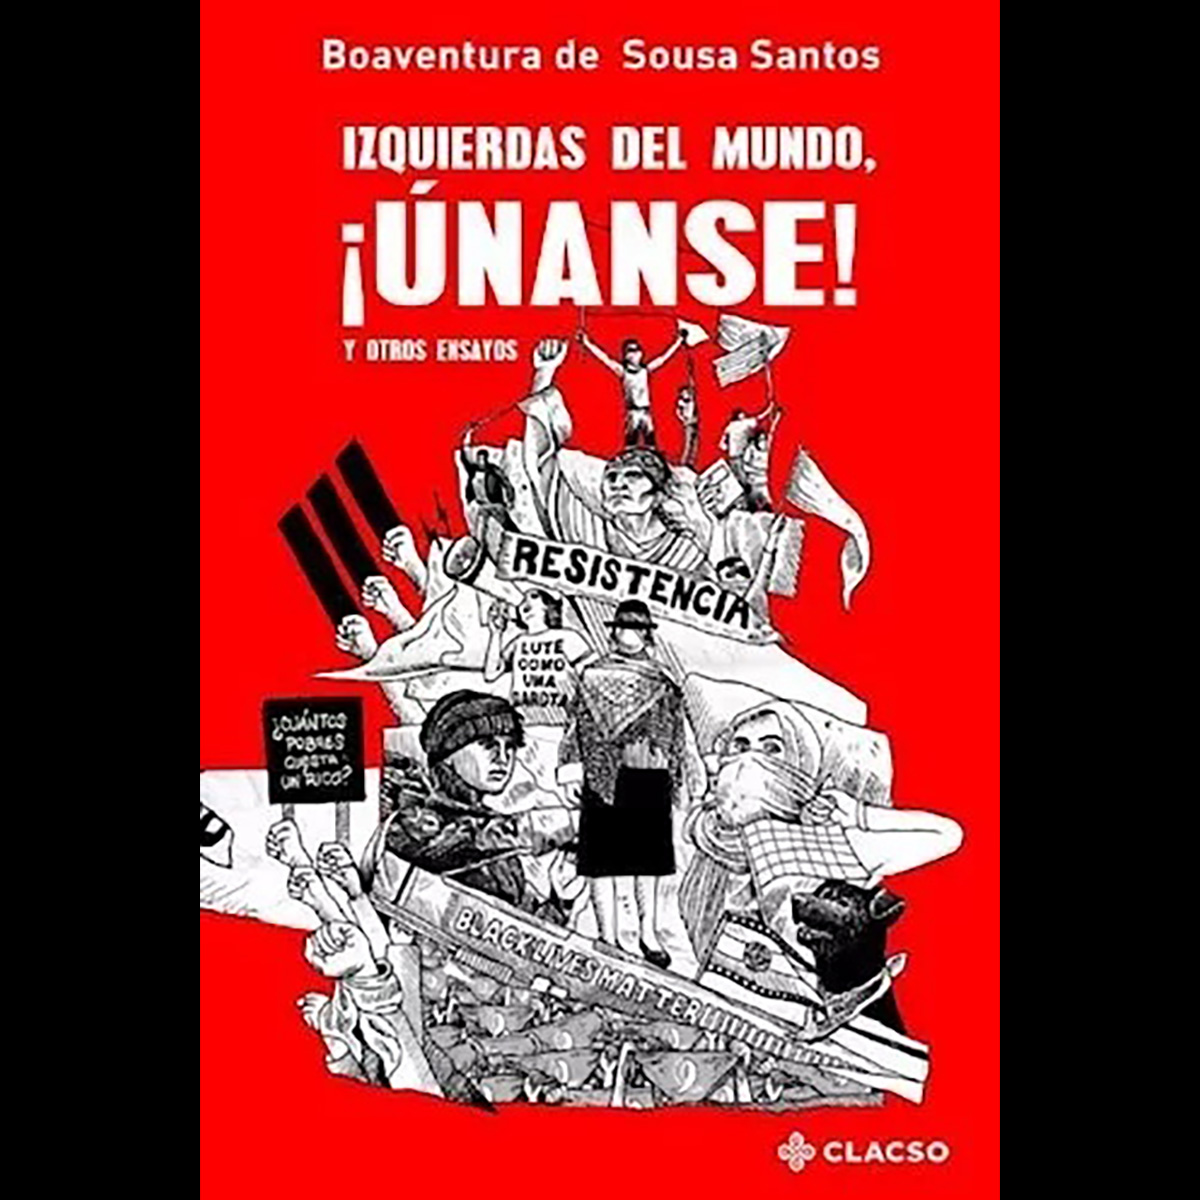 Boaventura de Sousa Santos
IZQUIERDAS DEL MUNDO,
¡ÚNANSE!
Y OTROS ENSAYOS
RESISTENCIA
LUTE
COMO
UMA
GAROTA
¿CUÁNTOS
POBRES
CUESTA
UN RICO?
BLACK LIVES MATTER!!!!!!!
CLACSO